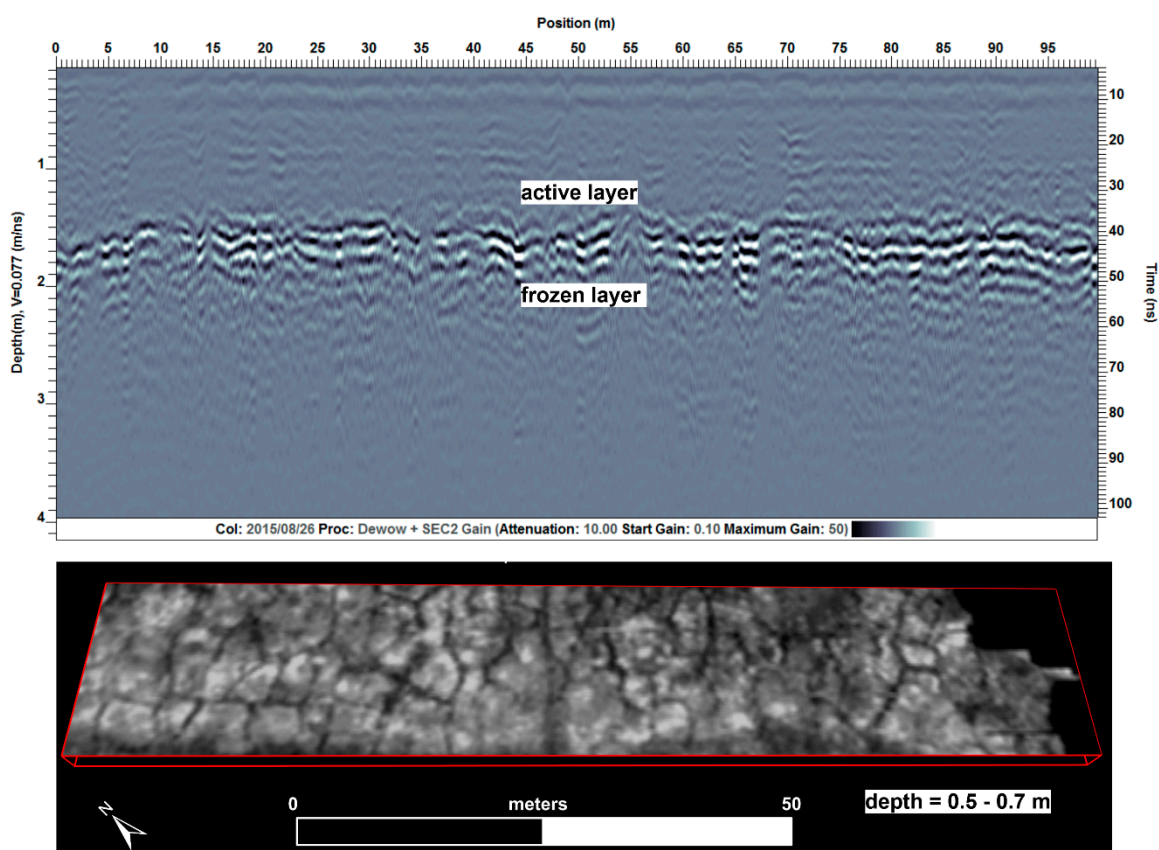 Position (m)
0 5 10 15 20 25 30 35 40 45 50 55 60 65 70 75 80 85 90 95
Depth(m), V=0.077 (m/ns)
1
2
3
4
active layer
frozen layer
10
20
30
40
50
60
70
80
90
100
Time (ns)
Col: 2015/08/26 Proc: Dewow + SEC2 Gain (Attenuation: 10.00 Start Gain: 0.10 Maximum Gain: 50)
N
0 meters 50
depth = 0.5 - 0.7 m